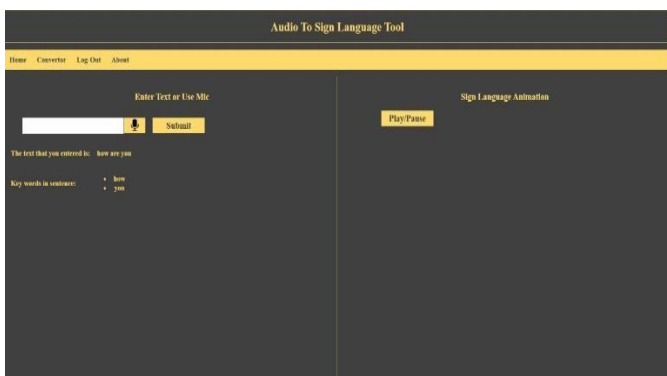 Audio To Sign Language Tool
Home Convertor Log Out About
Enter Text or Use Mic
Submit
The text that you entered is: how are you
Key words in sentence:
• how
• you
Sign Language Animation
Play/Pause